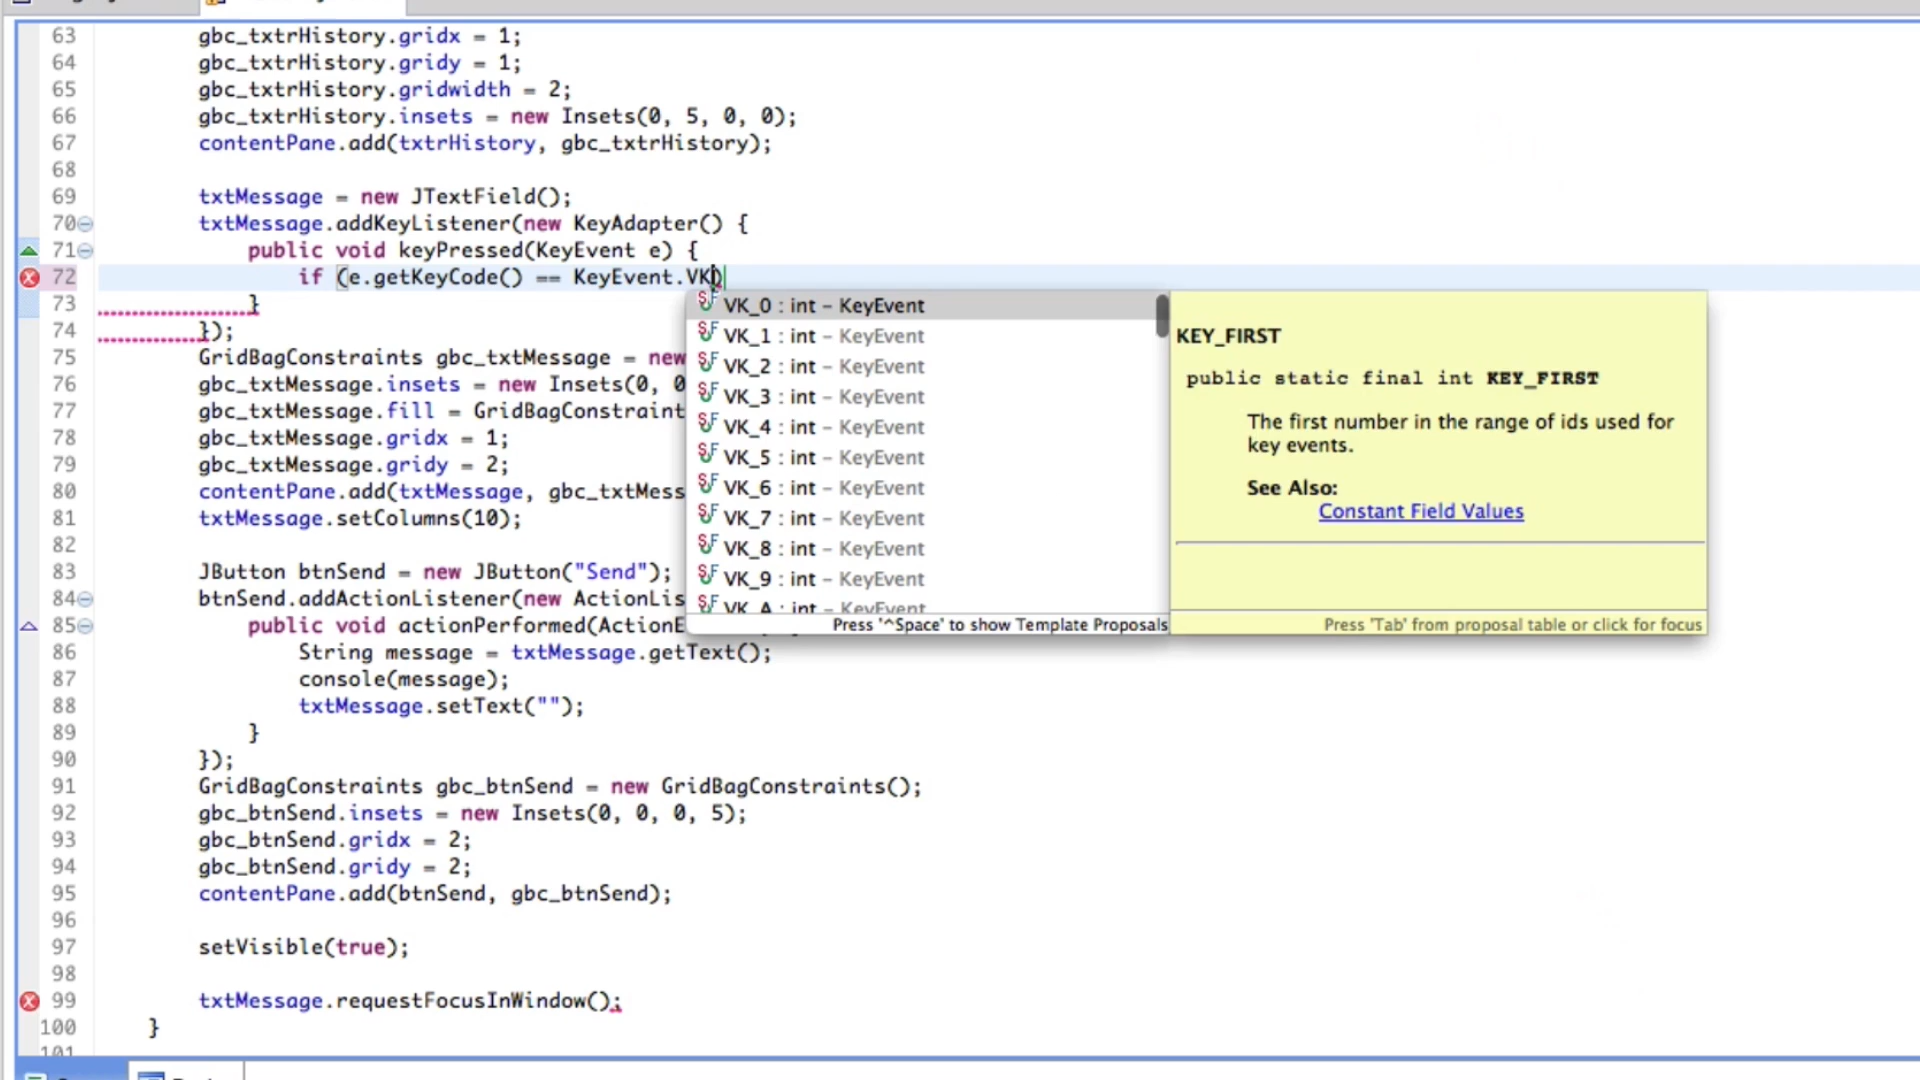 63 gbc_txtrHistory.gridx = 1;
64 gbc_txtrHistory.gridy = 1;
65 gbc_txtrHistory.gridwidth = 2;
66 gbc_txtrHistory.insets = new Insets(0, 5, 0, 0);
67 contentPane.add(txtrHistory, gbc_txtrHistory);
68
69 txtMessage = new JTextField();
70 txtMessage.addKeyListener(new KeyAdapter() {
71 public void keyPressed(KeyEvent e) {
72 if (e.getKeyCode() == KeyEvent.VK)
73 }
74 });
75 GridBagConstraints gbc_txtMessage = new
76 gbc_txtMessage.insets = new Insets(0, 0
77 gbc_txtMessage.fill = GridBagConstraint
78 gbc_txtMessage.gridx = 1;
79 gbc_txtMessage.gridy = 2;
80 contentPane.add(txtMessage, gbc_txtMess
81 txtMessage.setColumns(10);
82
83 JButton btnSend = new JButton("Send");
84 btnSend.addActionListener(new ActionLis
85 public void actionPerformed(ActionE
86 String message = txtMessage.getText();
87 console(message);
88 txtMessage.setText("");
89 }
90 });
91 GridBagConstraints gbc_btnSend = new GridBagConstraints();
92 gbc_btnSend.insets = new Insets(0, 0, 0, 5);
93 gbc_btnSend.gridx = 2;
94 gbc_btnSend.gridy = 2;
95 contentPane.add(btnSend, gbc_btnSend);
96
97 setVisible(true);
98
99 txtMessage.requestFocusInWindow();
100 }
101
VK_0 : int - KeyEvent
VK_1 : int - KeyEvent
VK_2 : int - KeyEvent
VK_3 : int - KeyEvent
VK_4 : int - KeyEvent
VK_5 : int - KeyEvent
VK_6 : int - KeyEvent
VK_7 : int - KeyEvent
VK_8 : int - KeyEvent
VK_9 : int - KeyEvent
VK_A : int - KeyEvent
Press '^Space' to show Template Proposals
KEY_FIRST
public static final int KEY_FIRST
The first number in the range of ids used for
key events.
See Also:
Constant Field Values
Press 'Tab' from proposal table or click for focus